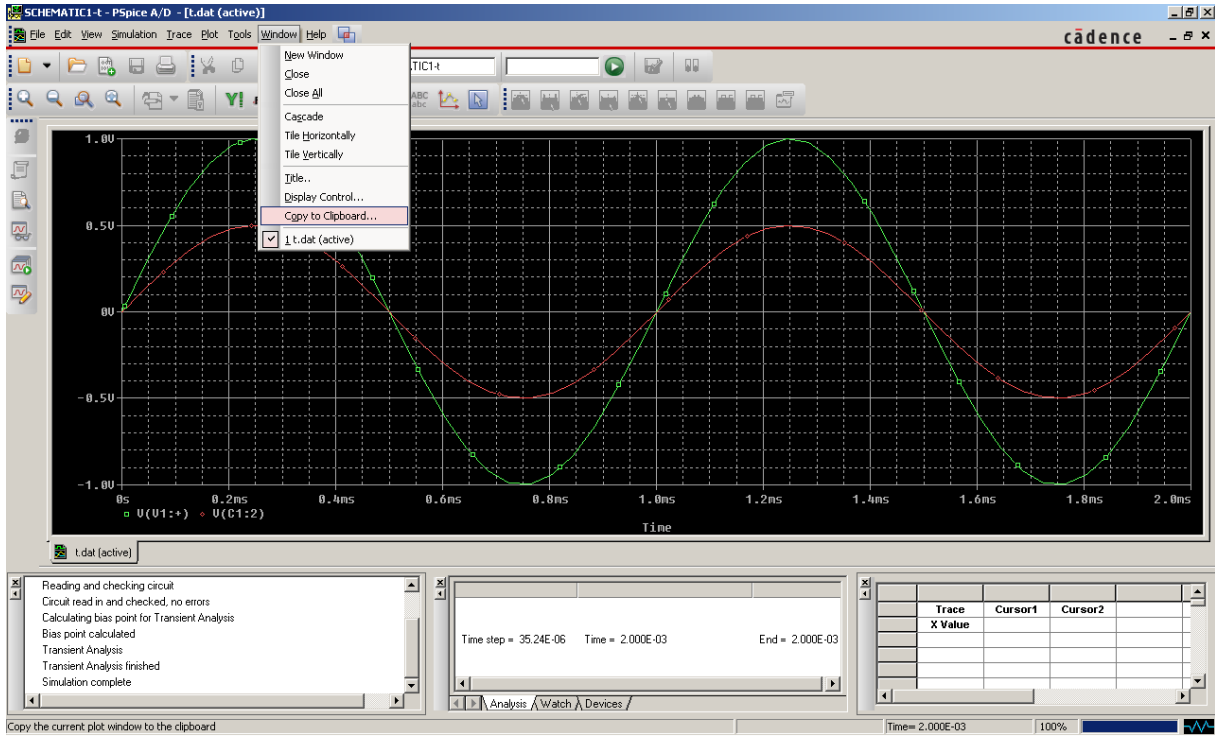 SCHEMATIC1-t - PSpice A/D - [t.dat (active)]
File Edit View Simulation Trace Plot Tools Window Help
cādence
New Window
Close
Close All
Cascade
Tile Horizontally
Tile Vertically
Title..
Display Control...
Copy to Clipboard...
1 t.dat (active)
TIC1-t
ABC
.abc
1.0V
0.5V
0V
-0.5V
-1.0V
0s 0.2ms 0.4ms 0.6ms 0.8ms 1.0ms 1.2ms 1.4ms 1.6ms 1.8ms 2.0ms
V(V1:+) V(C1:2)
Time
t.dat (active)
Reading and checking circuit
Circuit read in and checked, no errors
Calculating bias point for Transient Analysis
Bias point calculated
Transient Analysis
Transient Analysis finished
Simulation complete
Time step = 35.24E-06 Time = 2.000E-03 End = 2.000E-03
Analysis Watch Devices
Trace Cursor1 Cursor2
X Value
Copy the current plot window to the clipboard
Time= 2.000E-03 100%